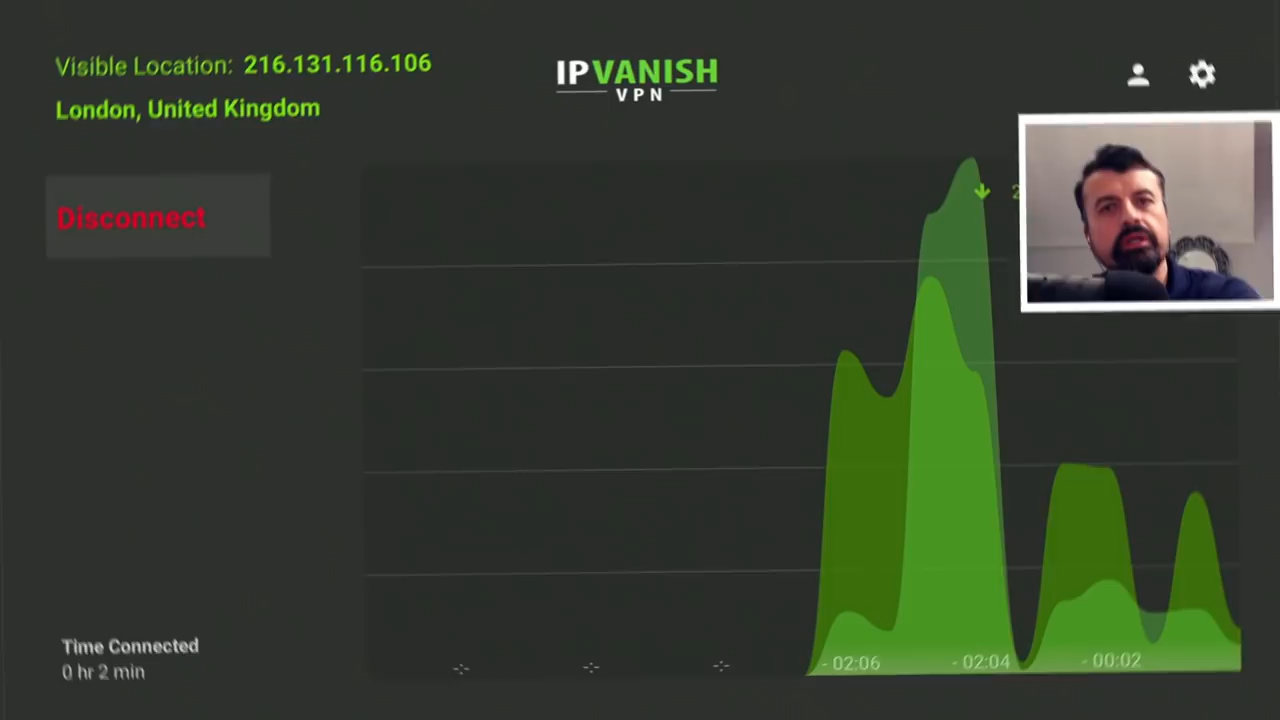 Visible Location: 216.131.116.106
London, United Kingdom
IPVANISH
VPN
Disconnect
Time Connected
0 hr 2 min
- 02:06
- 02:04
- 00:02